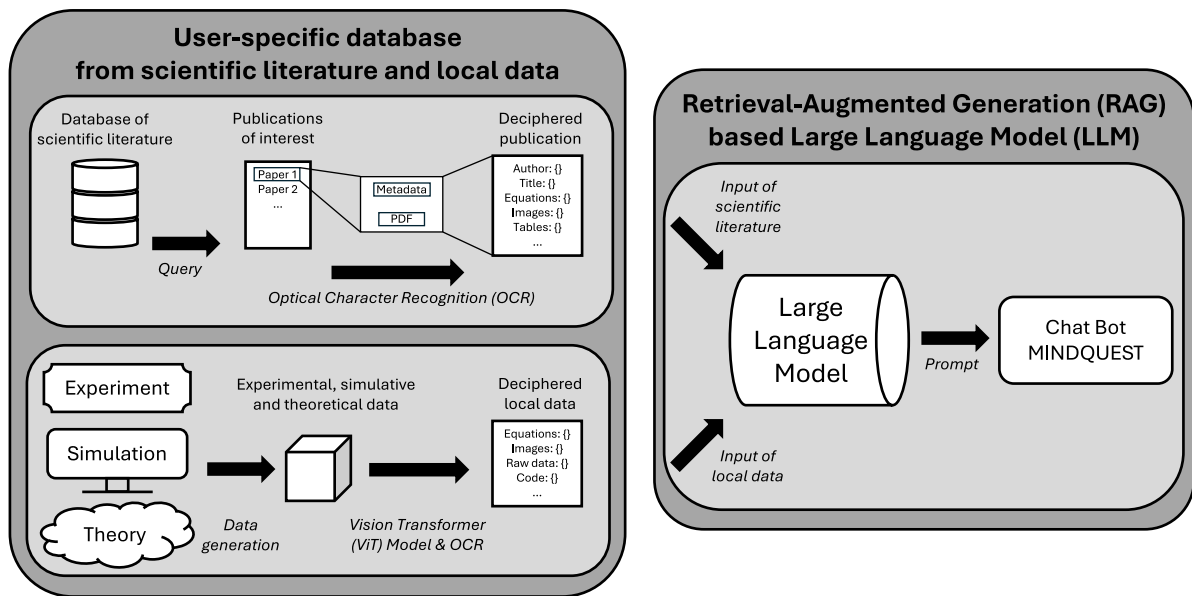 User-specific database
from scientific literature and local data
Database of
scientific literature
Query
Publications
of interest
Paper 1
Paper 2
...
Metadata
PDF
Optical Character Recognition (OCR)
Deciphered
publication
Author: {}
Title: {}
Equations: {}
Images: {}
Tables: {}
...
Experiment
Simulation
Theory
Data
generation
Experimental, simulative
and theoretical data
Vision Transformer
(ViT) Model & OCR
Deciphered
local data
Equations: {}
Images: {}
Raw data: {}
Code: {}
...
Retrieval-Augmented Generation (RAG)
based Large Language Model (LLM)
Input of
scientific
literature
Large
Language
Model
Input of
local data
Prompt
Chat Bot
MINDQUEST